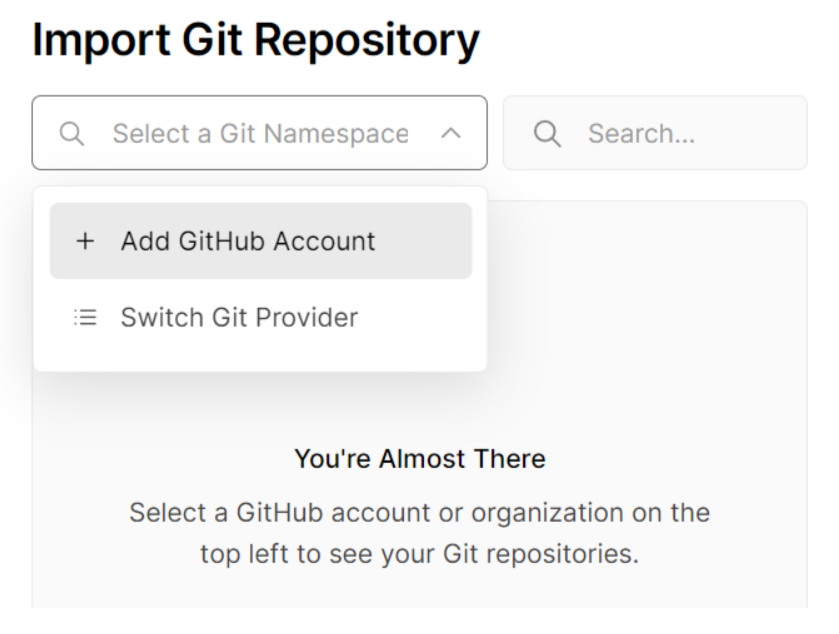 Import Git Repository
Select a Git Namespace
Search...
Add GitHub Account
Switch Git Provider
You're Almost There
Select a GitHub account or organization on the
top left to see your Git repositories.